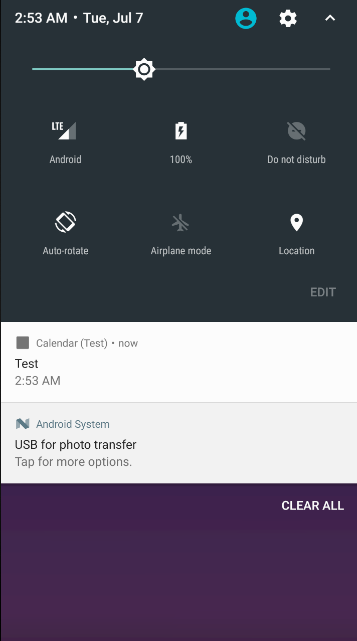 2:53 AM • Tue, Jul 7
LTE
Android
100%
Do not disturb
Auto-rotate
Airplane mode
Location
EDIT
Calendar (Test) • now
Test
2:53 AM
Android System
USB for photo transfer
Tap for more options.
CLEAR ALL